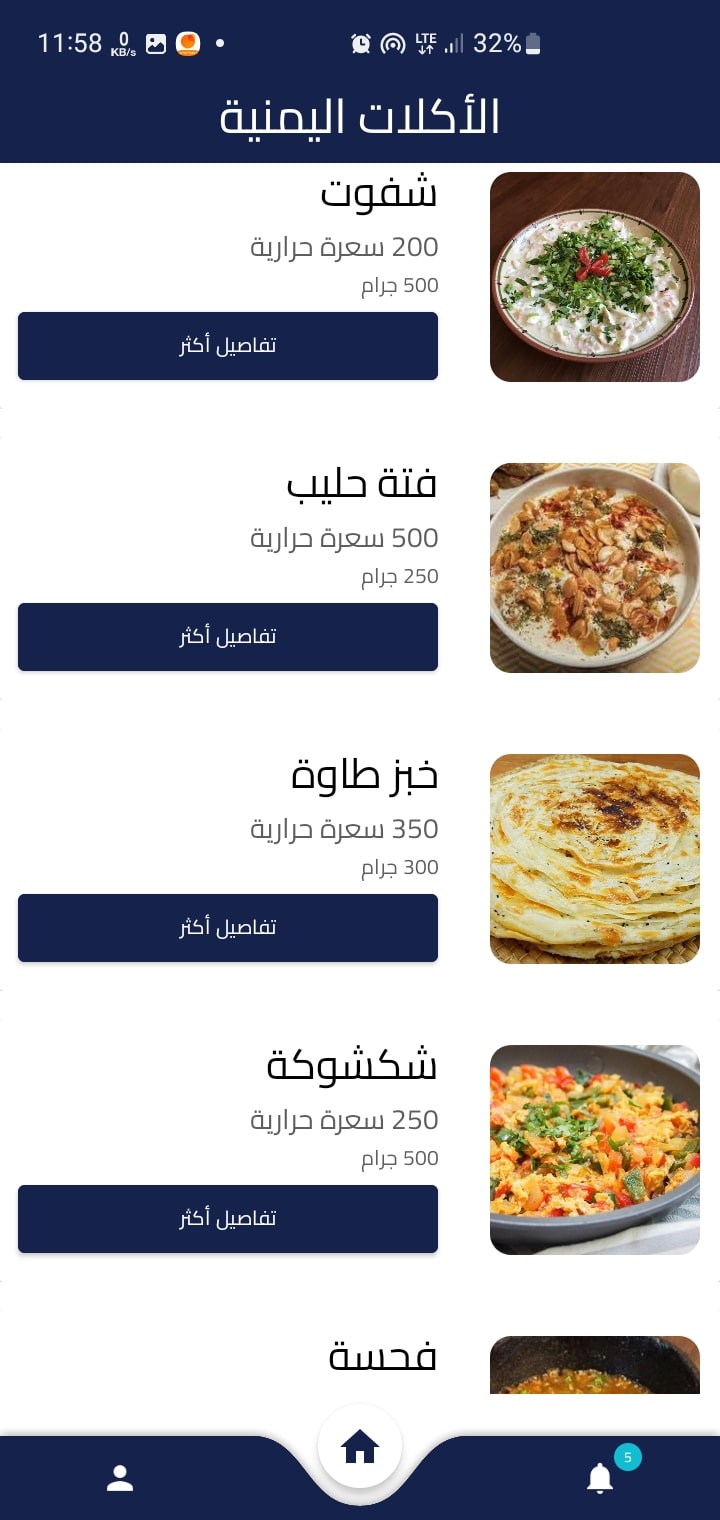 11:58 0 KB/s LTE 32%
الأكلات اليمنية
شفوت
200 سعرة حرارية
500 جرام
تفاصيل أكثر
فتة حليب
500 سعرة حرارية
250 جرام
تفاصيل أكثر
خبز طاوة
350 سعرة حرارية
300 جرام
تفاصيل أكثر
شكشوكة
250 سعرة حرارية
500 جرام
تفاصيل أكثر
فحسة
5